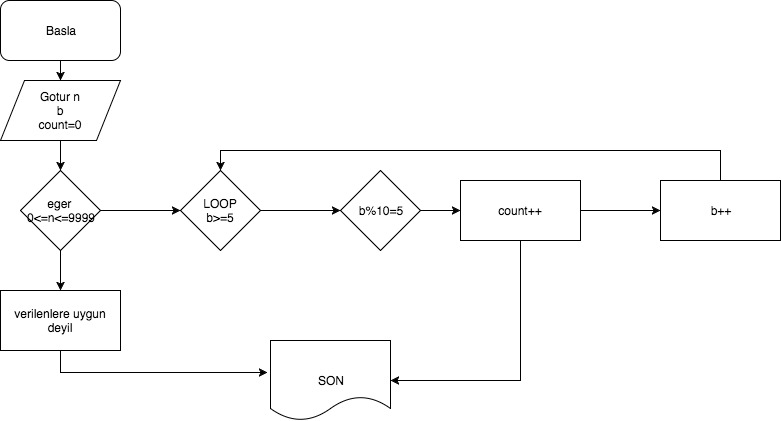 Basla
Gotur n
b
count=0
eger
0<=n<=9999
LOOP
b>=5
b%10=5
count++
b++
verilenlere uygun
deyil
SON